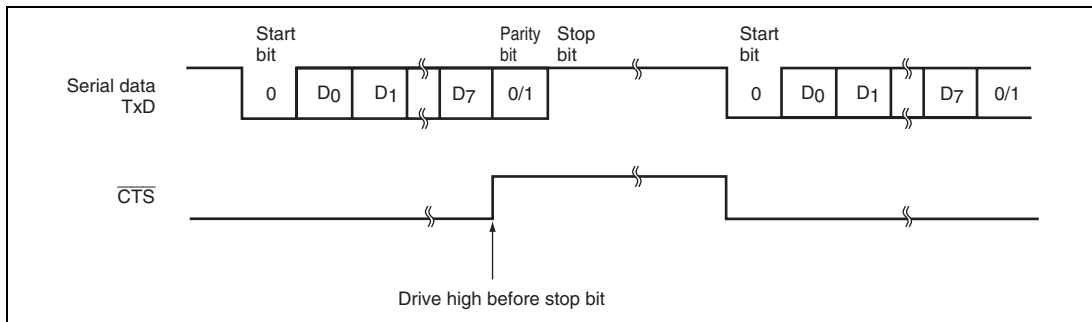 Start bit
Parity bit
Stop bit
Start bit
Serial data TxD
0
D0
D1
D7
0/1
0
D0
D1
D7
0/1
CTS
Drive high before stop bit